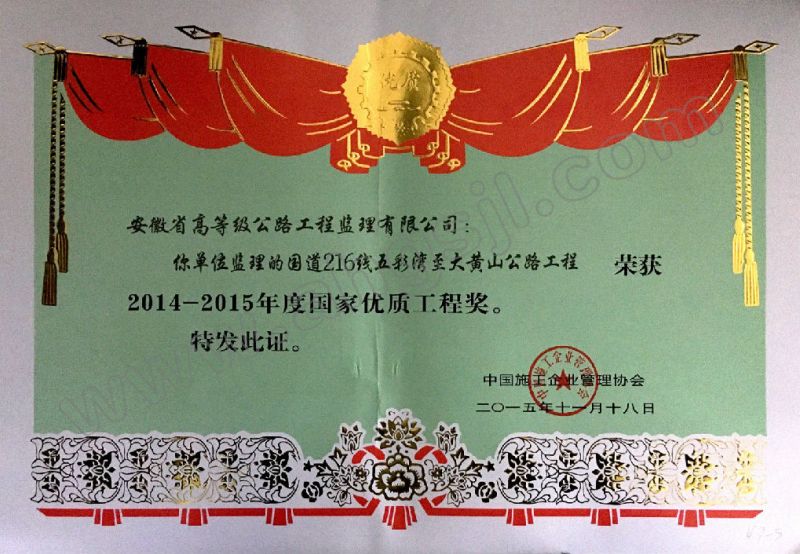 优质
安徽省高等级公路工程监理有限公司：
你单位监理的国道216线五彩湾至大黄山公路工程 荣获
2014-2015年度国家优质工程奖。
特发此证。
中国施工企业管理协会
二〇一五年十一月十八日